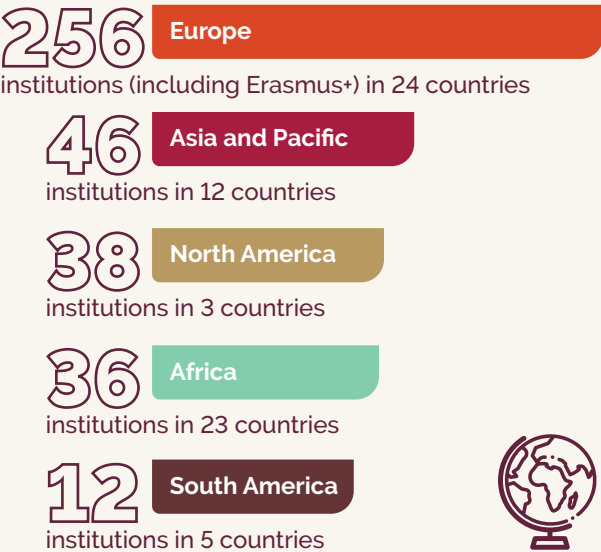 256 Europe
institutions (including Erasmus+) in 24 countries
46 Asia and Pacific
institutions in 12 countries
38 North America
institutions in 3 countries
36 Africa
institutions in 23 countries
12 South America
institutions in 5 countries